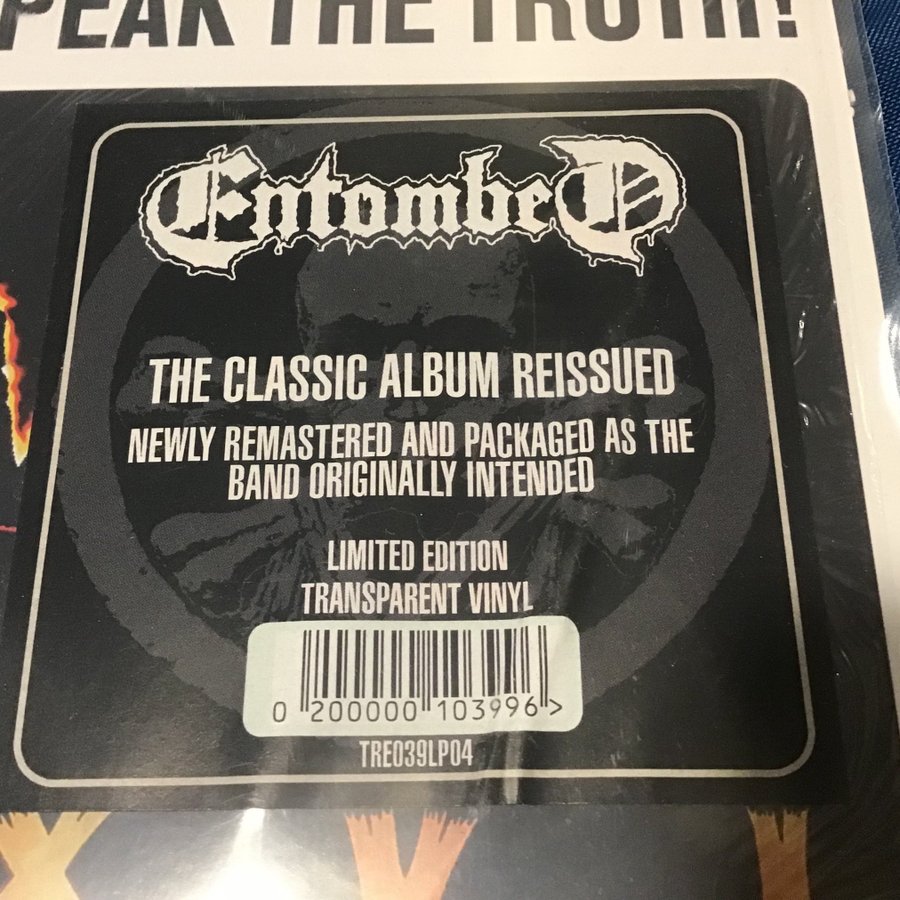 PEAK THE TRUTH!
Entombed
THE CLASSIC ALBUM REISSUED
NEWLY REMASTERED AND PACKAGED AS THE
BAND ORIGINALLY INTENDED
LIMITED EDITION
TRANSPARENT VINYL
0 200000 103996 >
TRE039LP04